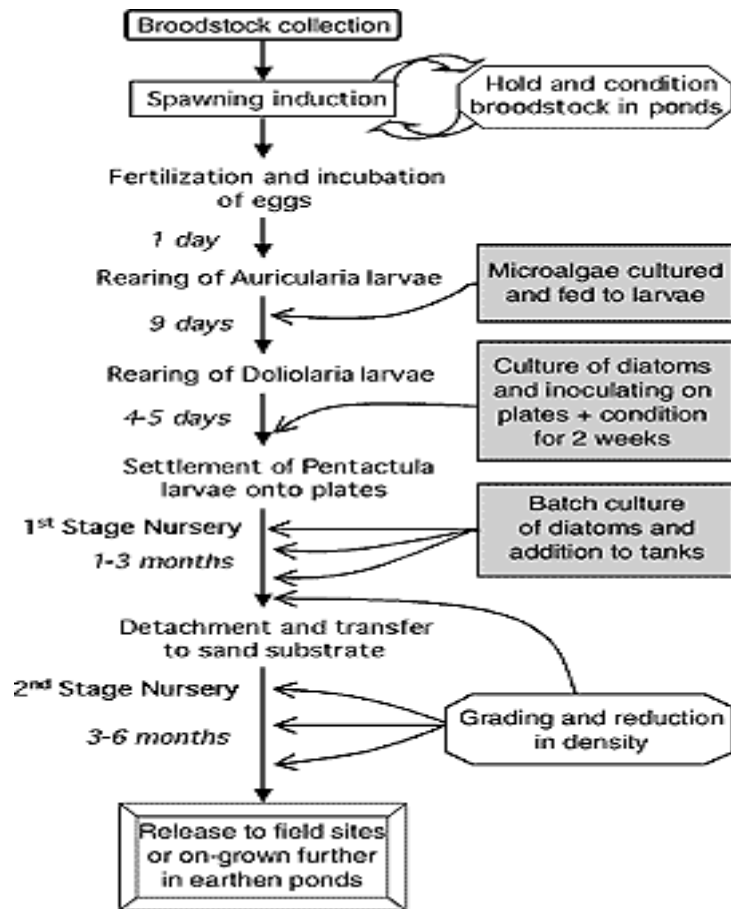 Broodstock collection
Spawning induction
Hold and condition
broodstock in ponds
Fertilization and incubation
of eggs
1 day
Rearing of Auricularia larvae
Microalgae cultured
and fed to larvae
9 days
Rearing of Doliolaria larvae
Culture of diatoms
and inoculating on
plates + condition
for 2 weeks
4-5 days
Settlement of Pentactula
larvae onto plates
1st Stage Nursery
1-3 months
Batch culture
of diatoms and
addition to tanks
Detachment and transfer
to sand substrate
2nd Stage Nursery
3-6 months
Grading and reduction
in density
Release to field sites
or on-grown further
in earthen ponds